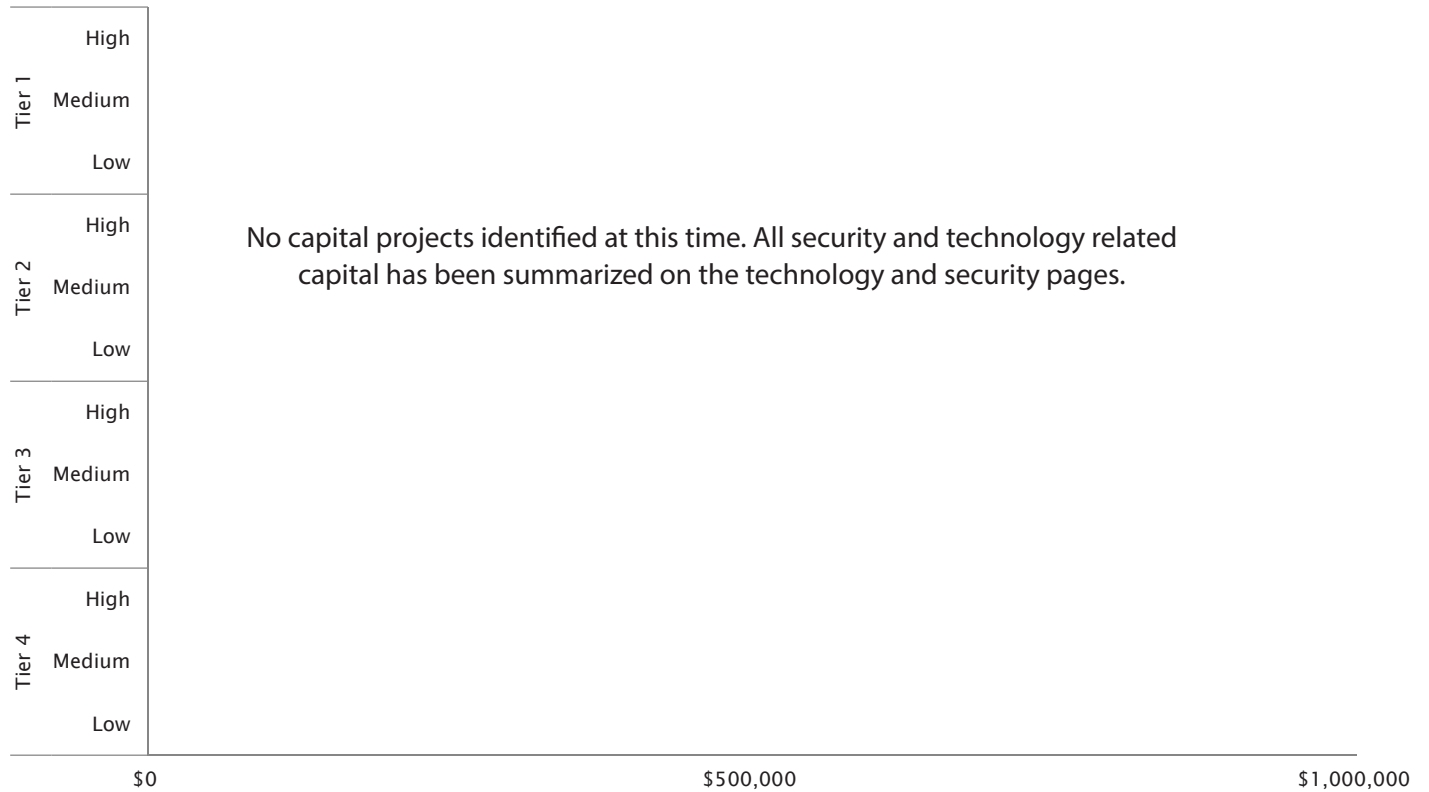 Tier 1
High
Medium
Low
Tier 2
High
Medium
Low
Tier 3
High
Medium
Low
Tier 4
High
Medium
Low
No capital projects identified at this time. All security and technology related
capital has been summarized on the technology and security pages.
$0
$500,000
$1,000,000